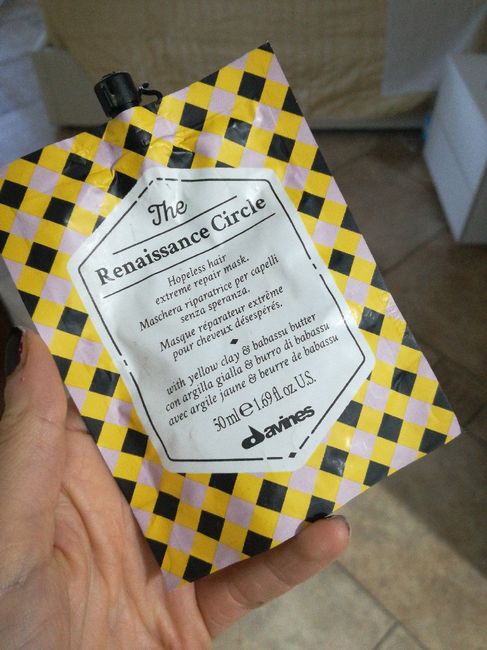 The
Renaissance Circle
Hopeless hair
extreme repair mask.
Maschera riparatrice per capelli
senza speranza.
Masque réparateur extrême
pour cheveux désespérés.
with yellow clay & babassu butter
con argilla gialla & burro di babassu
avec argile jaune & beurre de babassu
50 ml ℮ 1.69 fl. oz U.S.
davines